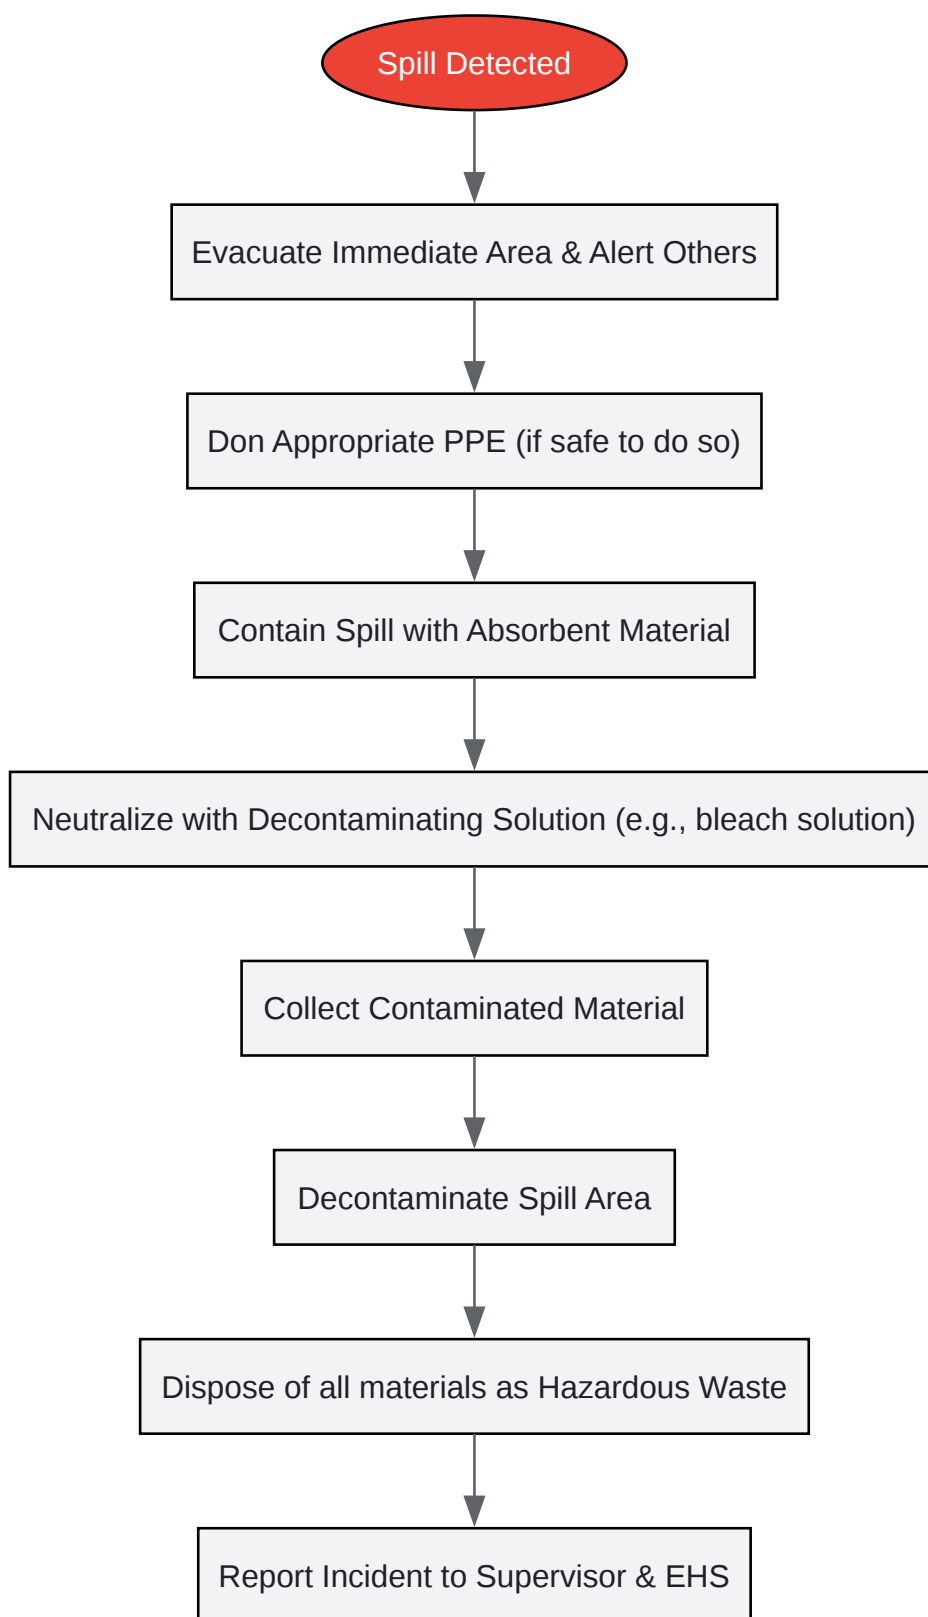 Spill Detected
Evacuate Immediate Area & Alert Others
Don Appropriate PPE (if safe to do so)
Contain Spill with Absorbent Material
Neutralize with Decontaminating Solution (e.g., bleach solution)
Collect Contaminated Material
Decontaminate Spill Area
Dispose of all materials as Hazardous Waste
Report Incident to Supervisor & EHS